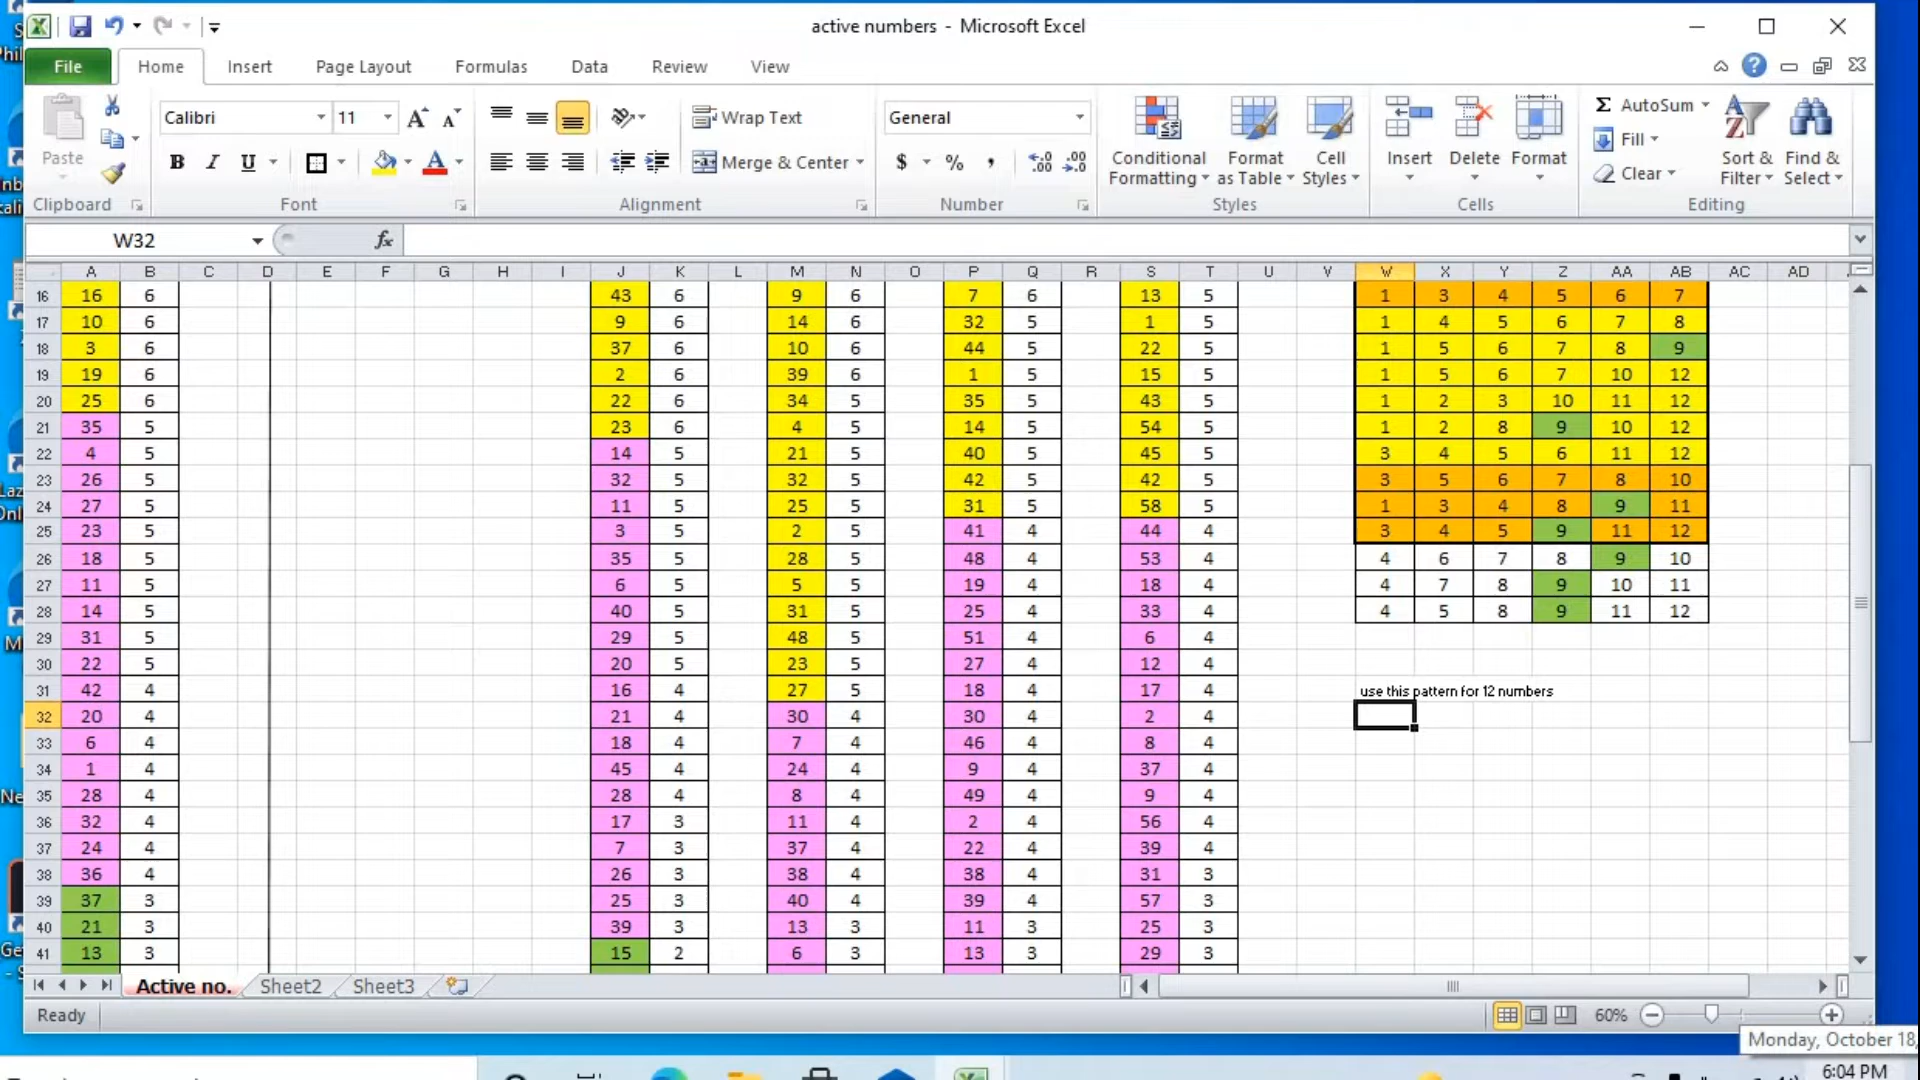 active numbers - Microsoft Excel
File Home Insert Page Layout Formulas Data Review View
Calibri 11 Wrap Text General AutoSum
Paste Fill
B I U Merge & Center $ % , Conditional Formatting Format as Table Cell Styles Insert Delete Format Clear Sort & Filter Find & Select
Clipboard Font Alignment Number Styles Cells Editing
W32 fx
A B C D E F G H I J K L M N O P Q R S T U V W X Y Z AA AB AC AD
16 16 6 43 6 9 6 7 6 13 5 1 3 4 5 6 7
17 10 6 9 6 14 6 32 5 1 5 1 4 5 6 7 8
18 3 6 37 6 10 6 44 5 22 5 1 5 6 7 8 9
19 19 6 2 6 39 6 1 5 15 5 1 5 6 7 10 12
20 25 6 22 6 34 5 35 5 43 5 1 2 3 10 11 12
21 35 5 23 6 4 5 14 5 54 5 1 2 8 9 10 12
22 4 5 14 5 21 5 40 5 45 5 3 4 5 6 11 12
23 26 5 32 5 32 5 42 5 42 5 3 5 6 7 8 10
24 27 5 11 5 25 5 31 5 58 5 1 3 4 8 9 11
25 23 5 3 5 2 5 41 4 44 4 3 4 5 9 11 12
26 18 5 35 5 28 5 48 4 53 4 4 6 7 8 9 10
27 11 5 6 5 5 5 19 4 18 4 4 7 8 9 10 11
28 14 5 40 5 31 5 25 4 33 4 4 5 8 9 11 12
29 31 5 29 5 48 5 51 4 6 4
30 22 5 20 5 23 5 27 4 12 4
31 42 4 16 4 27 5 18 4 17 4 use this pattern for 12 numbers
32 20 4 21 4 30 4 30 4 2 4
33 6 4 18 4 7 4 46 4 8 4
34 1 4 45 4 24 4 9 4 37 4
35 28 4 28 4 8 4 49 4 9 4
36 32 4 17 3 11 4 2 4 56 4
37 24 4 7 3 37 4 22 4 39 4
38 36 4 26 3 38 4 38 4 31 3
39 37 3 25 3 40 4 39 4 57 3
40 21 3 39 3 13 3 11 3 25 3
41 13 3 15 2 6 3 13 3 29 3
Active no. Sheet2 Sheet3
Ready 60%
Monday, October 18,
6:04 PM